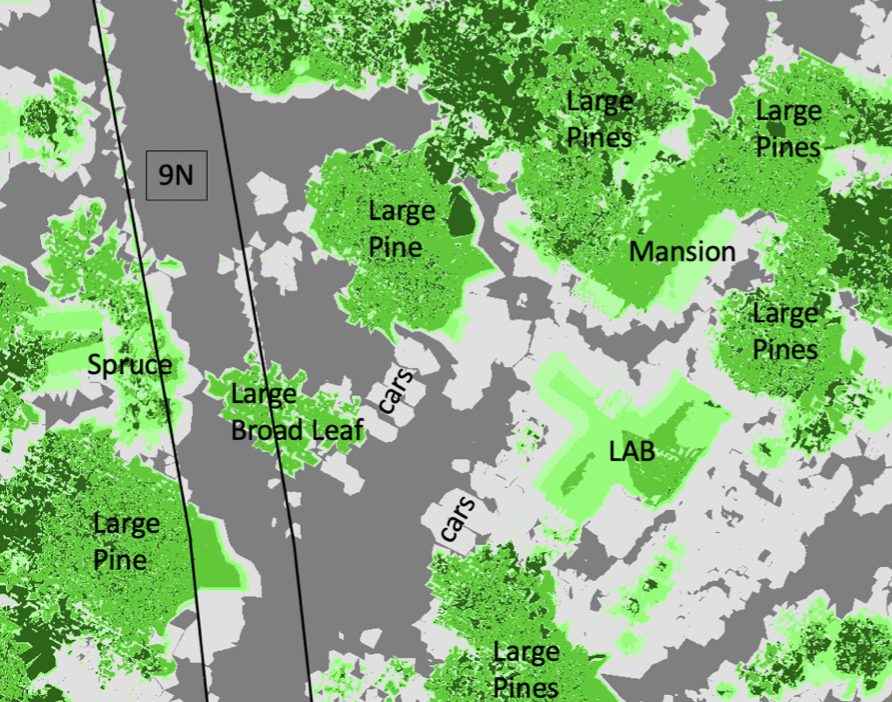 Large
Pines
Large
Pines
9N
Large
Pine
Mansion
Large
Pines
Spruce
cars
Large
Broad Leaf
LAB
cars
Large
Pine
Large
Pines